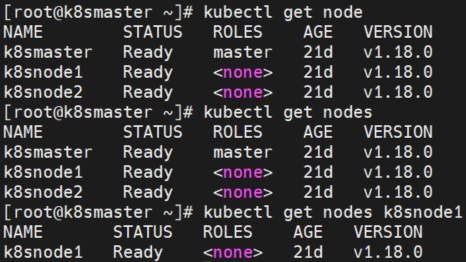 [root@k8smaster ~]# kubectl get node
NAME STATUS ROLES AGE VERSION
k8smaster Ready master 21d v1.18.0
k8snode1 Ready <none> 21d v1.18.0
k8snode2 Ready <none> 21d v1.18.0
[root@k8smaster ~]# kubectl get nodes
NAME STATUS ROLES AGE VERSION
k8smaster Ready master 21d v1.18.0
k8snode1 Ready <none> 21d v1.18.0
k8snode2 Ready <none> 21d v1.18.0
[root@k8smaster ~]# kubectl get nodes k8snode1
NAME STATUS ROLES AGE VERSION
k8snode1 Ready <none> 21d v1.18.0